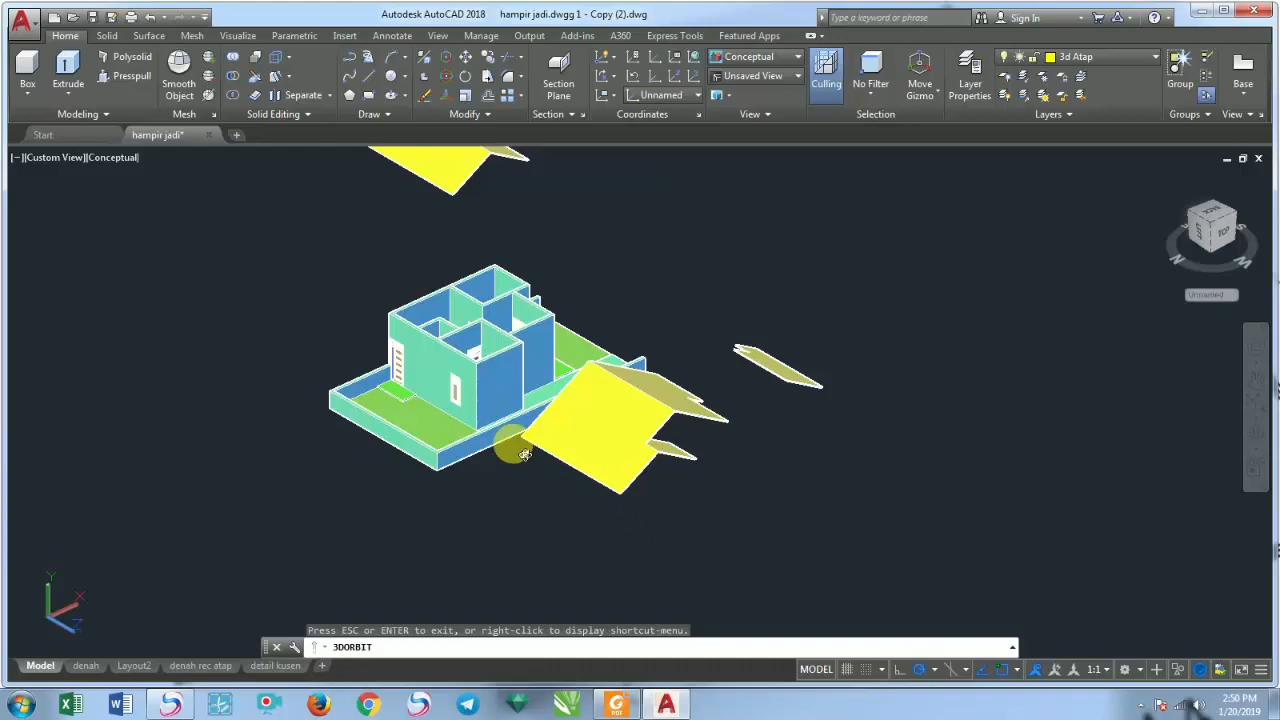 Autodesk AutoCAD 2018 hampir jadi.dwgg 1 - Copy (2).dwg
Type a keyword or phrase
Sign In
Home Solid Surface Mesh Visualize Parametric Insert Annotate View Manage Output Add-ins A360 Express Tools Featured Apps
Polysolid Conceptual 3d Atap
Presspull Unsaved View
Box Extrude Smooth Object Separate Section Plane Unnamed Culling No Filter Move Gizmo Layer Properties Group Base
Modeling Mesh Solid Editing Draw Modify Section Coordinates View Selection Layers Groups View
Start hampir jadi*
[−][Custom View][Conceptual]
BACK
LEFT TOP
S
N W
Unnamed
Y
X
Z
Press ESC or ENTER to exit, or right-click to display shortcut-menu.
3DORBIT
Model denah Layout2 denah rec atap detail kusen MODEL 1:1
2:50 PM
1/20/2019